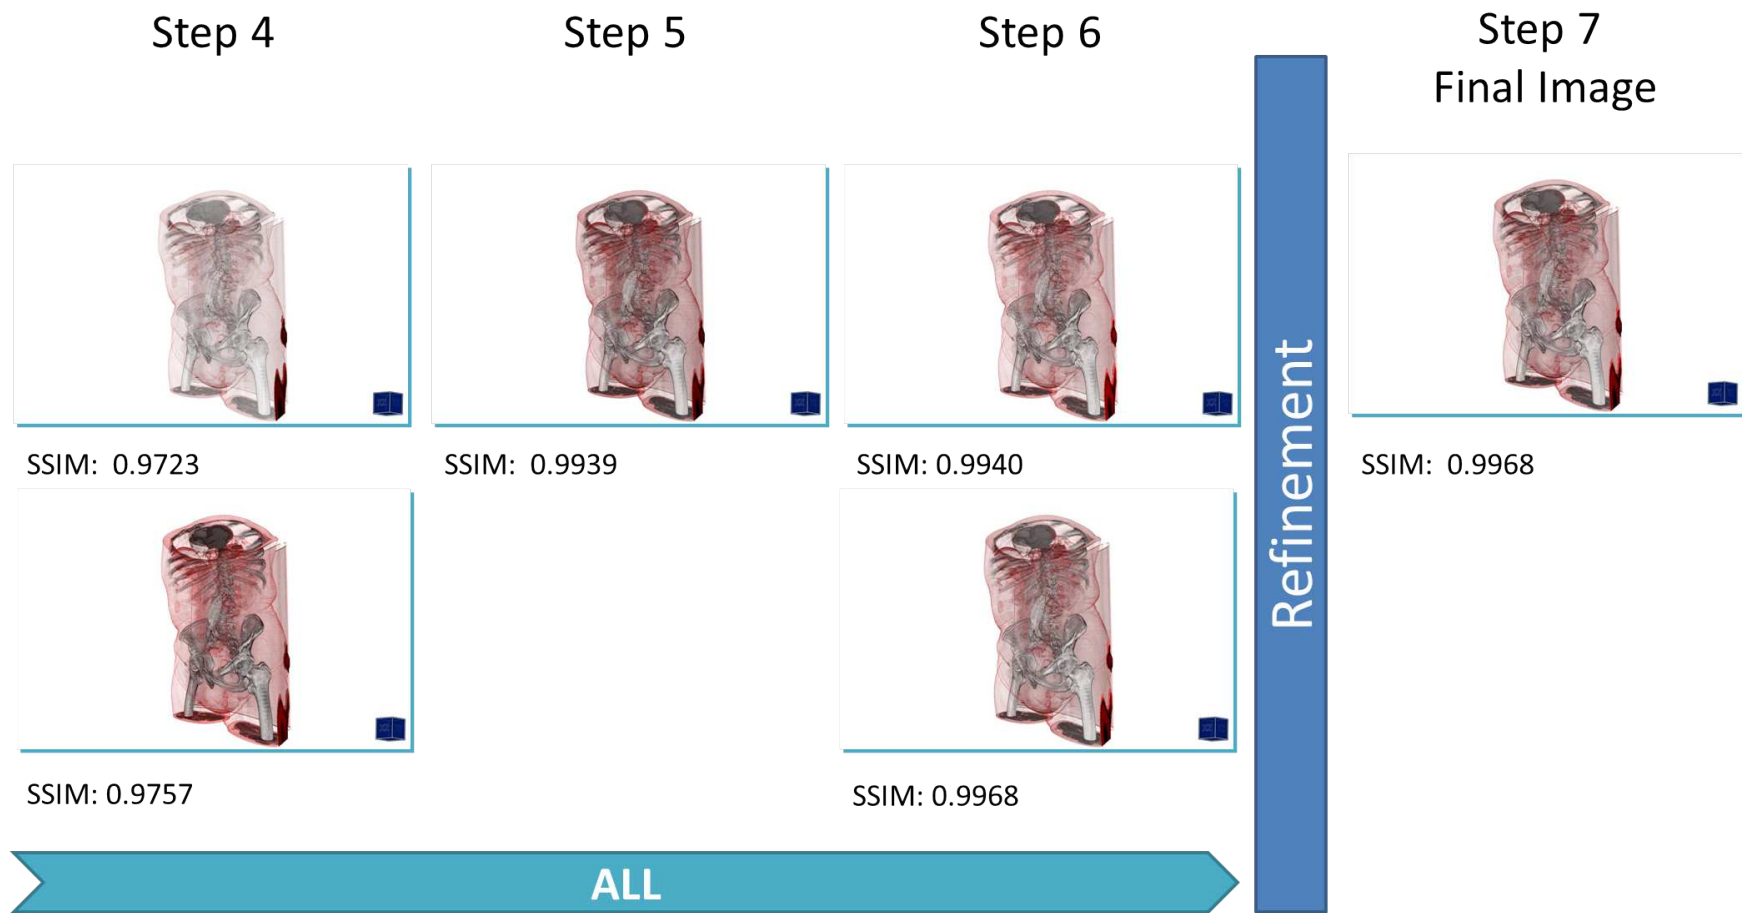 Step 4
Step 5
Step 6
Step 7
Final Image
SSIM:  0.9723
SSIM:  0.9939
SSIM: 0.9940
SSIM:  0.9968
SSIM: 0.9757
SSIM: 0.9968
Refinement
ALL